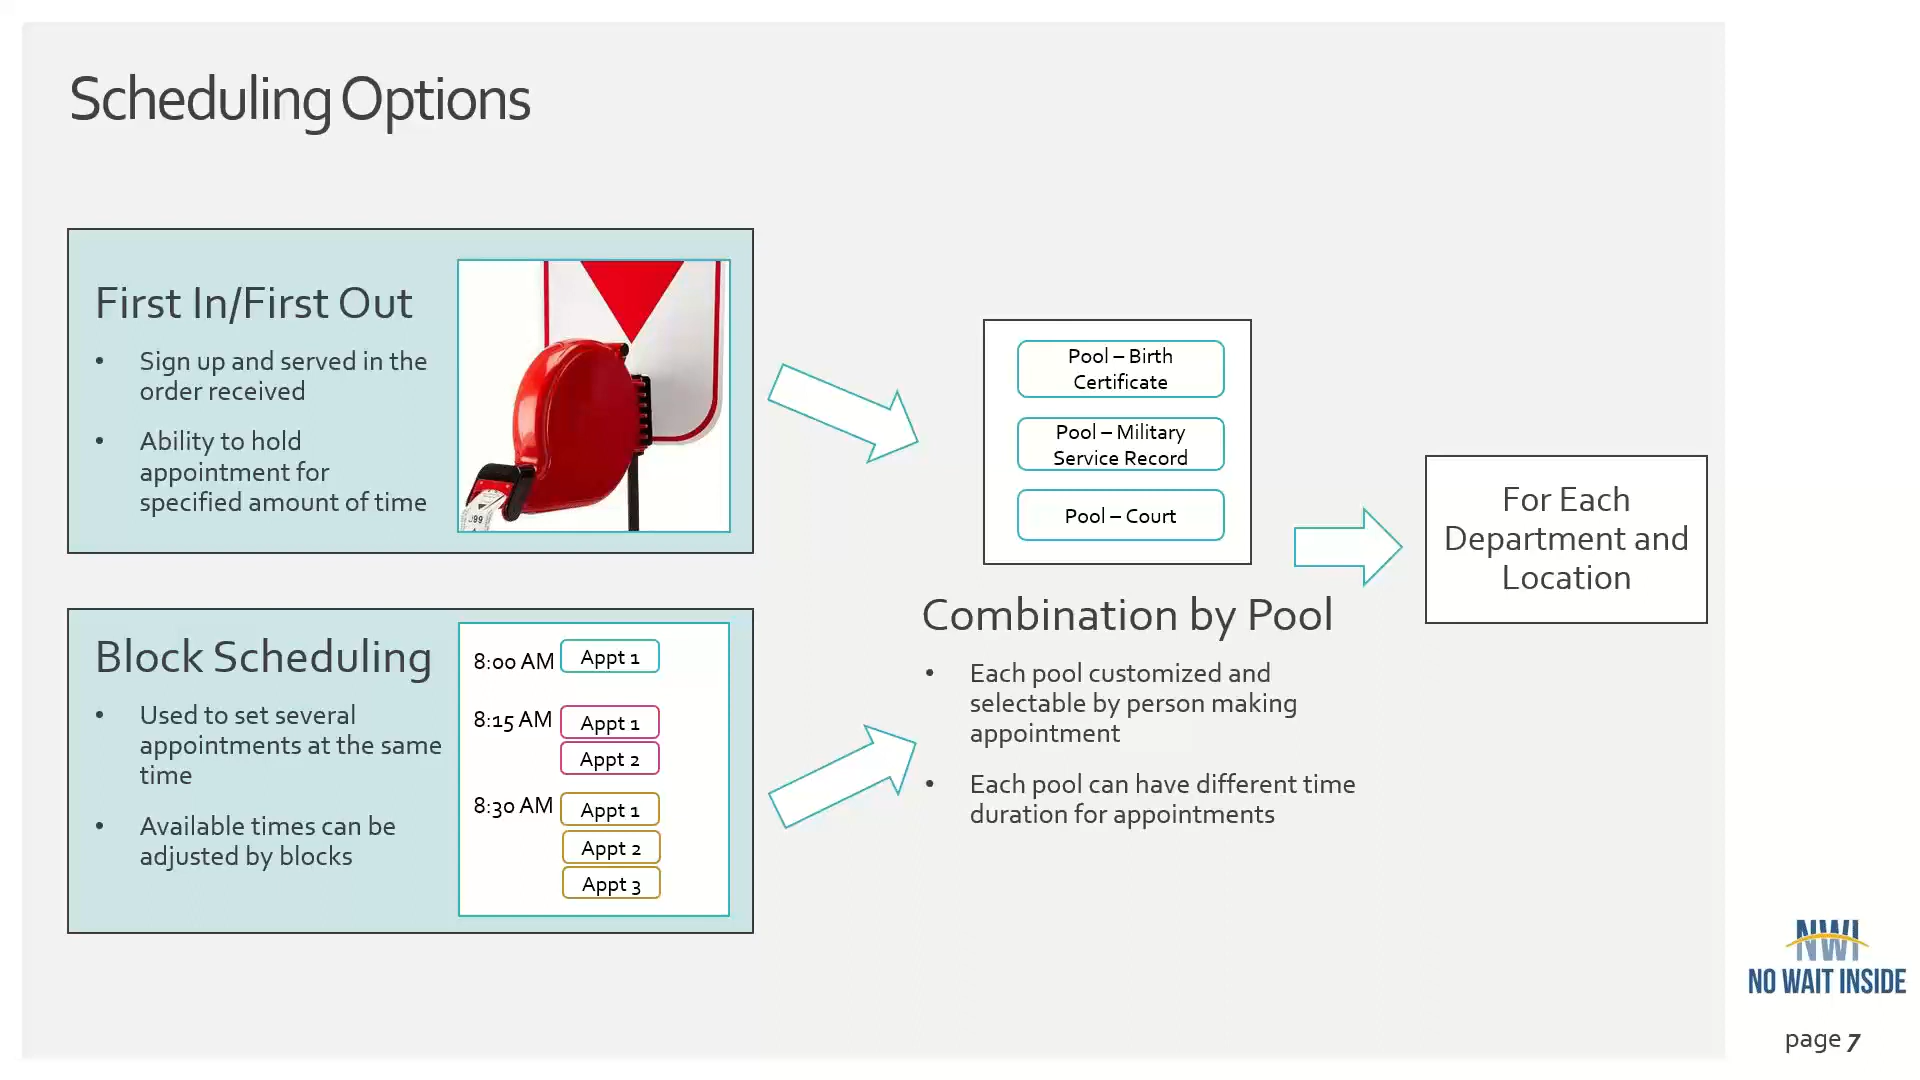 Scheduling Options
First In/First Out
• Sign up and served in the
order received
• Ability to hold
appointment for
specified amount of time
99
Block Scheduling
• Used to set several
appointments at the same
time
• Available times can be
adjusted by blocks
8:00 AM Appt 1
8:15 AM Appt 1
Appt 2
8:30 AM Appt 1
Appt 2
Appt 3
Pool – Birth
Certificate
Pool – Military
Service Record
Pool – Court
Combination by Pool
• Each pool customized and
selectable by person making
appointment
• Each pool can have different time
duration for appointments
For Each
Department and
Location
NWI
NO WAIT INSIDE
page 7